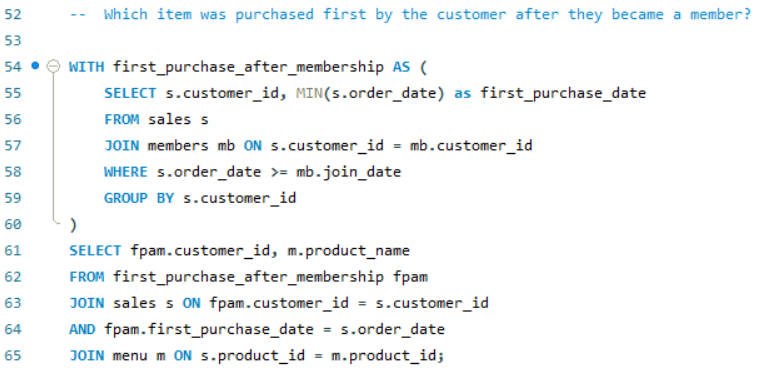 52 -- Which item was purchased first by the customer after they became a member?
53
54 WITH first_purchase_after_membership AS (
55 SELECT s.customer_id, MIN(s.order_date) as first_purchase_date
56 FROM sales s
57 JOIN members mb ON s.customer_id = mb.customer_id
58 WHERE s.order_date >= mb.join_date
59 GROUP BY s.customer_id
60 )
61 SELECT fpam.customer_id, m.product_name
62 FROM first_purchase_after_membership fpam
63 JOIN sales s ON fpam.customer_id = s.customer_id
64 AND fpam.first_purchase_date = s.order_date
65 JOIN menu m ON s.product_id = m.product_id;